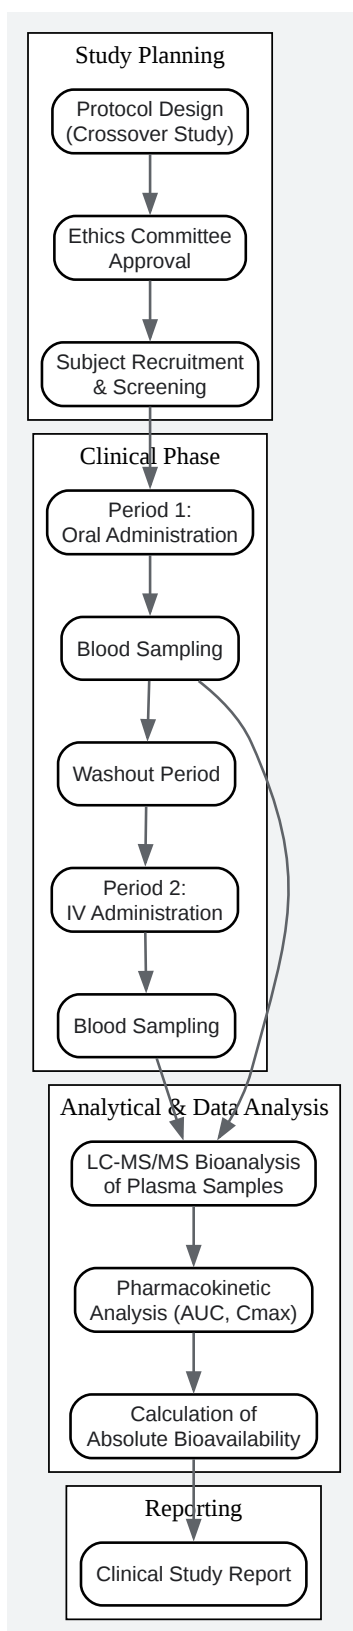 Study Planning
Protocol Design
(Crossover Study)
Ethics Committee
Approval
Subject Recruitment
& Screening
Clinical Phase
Period 1:
Oral Administration
Blood Sampling
Washout Period
Period 2:
IV Administration
Blood Sampling
Analytical & Data Analysis
LC-MS/MS Bioanalysis
of Plasma Samples
Pharmacokinetic
Analysis (AUC, Cmax)
Calculation of
Absolute Bioavailability
Reporting
Clinical Study Report